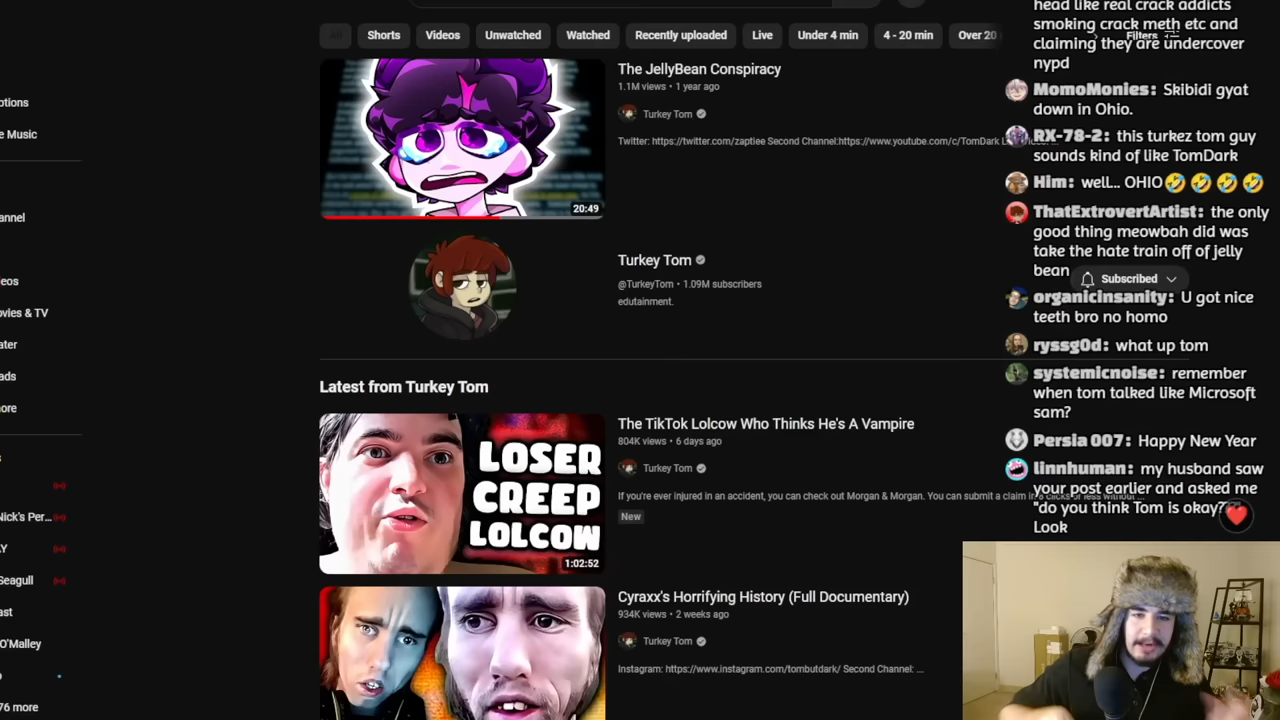 All
Shorts
Videos
Unwatched
Watched
Recently uploaded
Live
Under 4 min
4 - 20 min
Over 20
Filters
ptions
e Music
annel
eos
ovies & TV
ater
ads
ore
s
Nick's Per...
Y
Seagull
ast
O'Malley
76 more
The JellyBean Conspiracy
1.1M views • 1 year ago
Turkey Tom
Twitter: https://twitter.com/zaptiee Second Channel:https://www.youtube.com/c/TomDark
20:49
Turkey Tom
@TurkeyTom • 1.09M subscribers
edutainment.
Subscribed
Latest from Turkey Tom
LOSER
CREEP
LOLCOW
1:02:52
The TikTok Lolcow Who Thinks He's A Vampire
804K views • 6 days ago
Turkey Tom
If you're ever injured in an accident, you can check out Morgan & Morgan. You can submit a claim in 8 clicks or less without ...
New
Cyraxx's Horrifying History (Full Documentary)
934K views • 2 weeks ago
Turkey Tom
Instagram: https://www.instagram.com/tombutdark/ Second Channel: ...
head like real crack addicts
smoking crack meth etc and
claiming they are undercover
nypd
MomoMonies: Skibidi gyat
down in Ohio.
RX-78-2: this turkez tom guy
sounds kind of like TomDark
Him: well... OHIO🤣🤣🤣🤣
ThatExtrovertArtist: the only
good thing meowbah did was
take the hate train off of jelly
bean
organicinsanity: U got nice
teeth bro no homo
ryssg0d: what up tom
systemicnoise: remember
when tom talked like Microsoft
sam?
Persia 007: Happy New Year
linnhuman: my husband saw
your post earlier and asked me
"do you think Tom is okay?"
Look